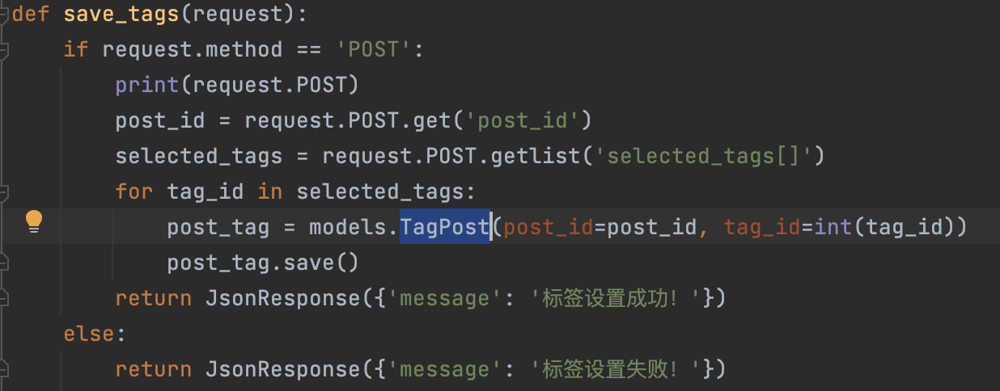 def save_tags(request):
    if request.method == 'POST':
        print(request.POST)
        post_id = request.POST.get('post_id')
        selected_tags = request.POST.getlist('selected_tags[]')
        for tag_id in selected_tags:
            post_tag = models.TagPost(post_id=post_id, tag_id=int(tag_id))
            post_tag.save()
        return JsonResponse({'message': '标签设置成功！'})
    else:
        return JsonResponse({'message': '标签设置失败！'})